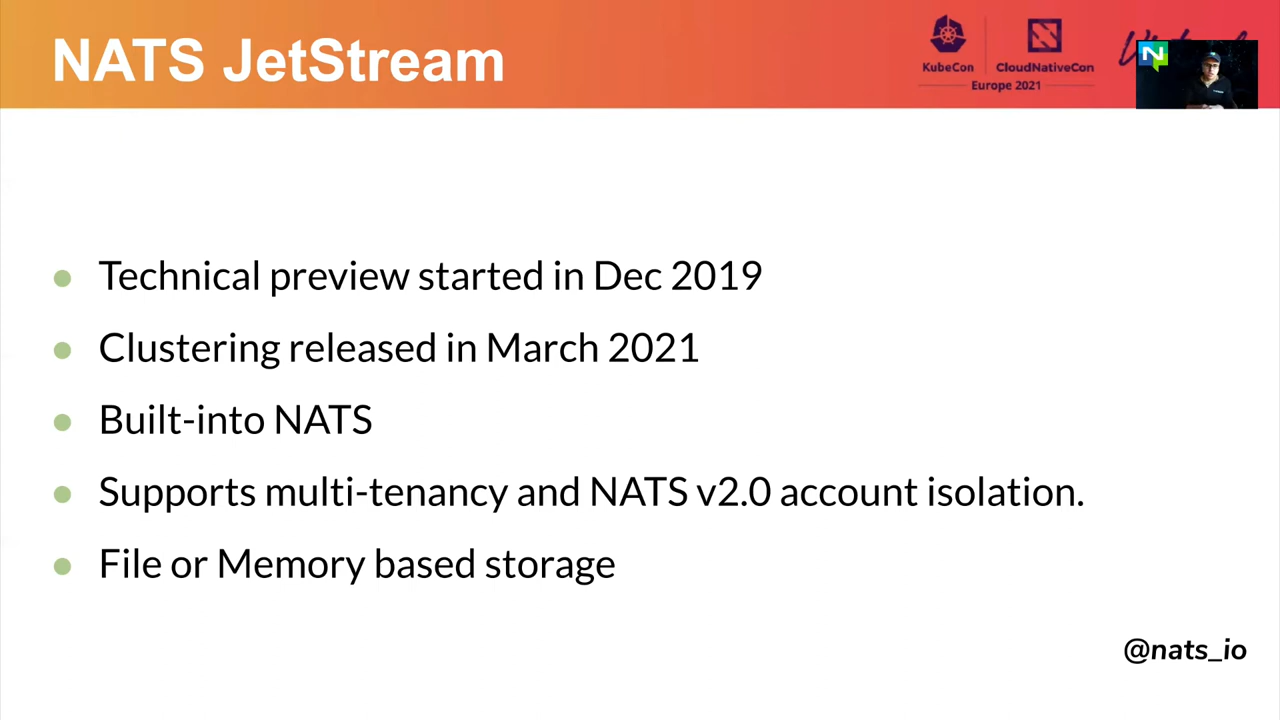 NATS JetStream
KubeCon
CloudNativeCon
Europe 2021
Virtual
N
Technical preview started in Dec 2019
Clustering released in March 2021
Built-into NATS
Supports multi-tenancy and NATS v2.0 account isolation.
File or Memory based storage
@nats_io